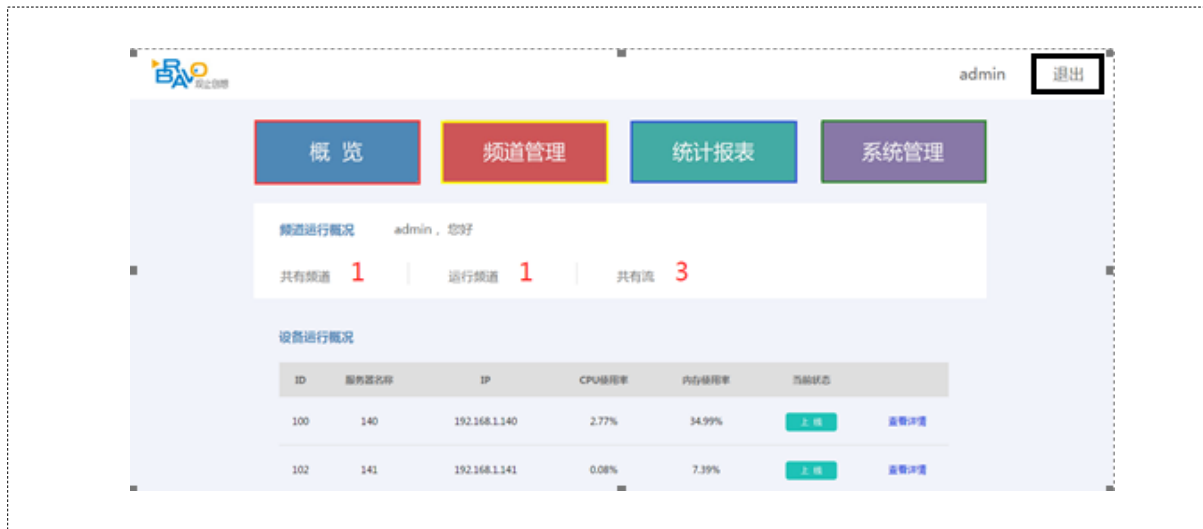 BRAVO 观止创想
admin 退出
概 览 频道管理 统计报表 系统管理
频道运行概况 admin， 您好
共有频道 1 运行频道 1 共有流 3
设备运行概况
ID 服务器名称 IP CPU使用率 内存使用率 当前状态
100 140 192.168.1.140 2.77% 34.99% 上 线 查看详情
102 141 192.168.1.141 0.08% 7.39% 上 线 查看详情